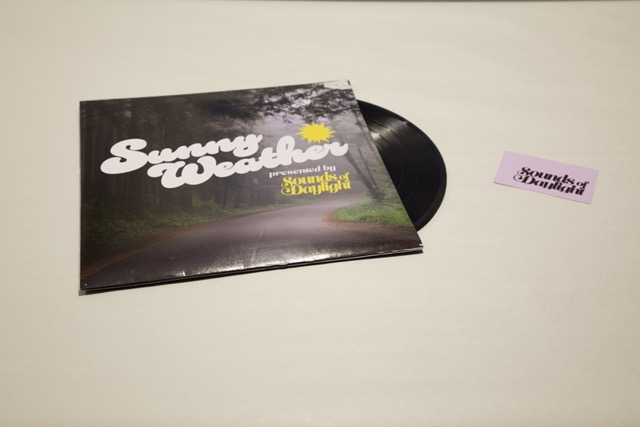 Sunny
Weather
presented by
Sounds of
Daylight
Sounds of
Daylight